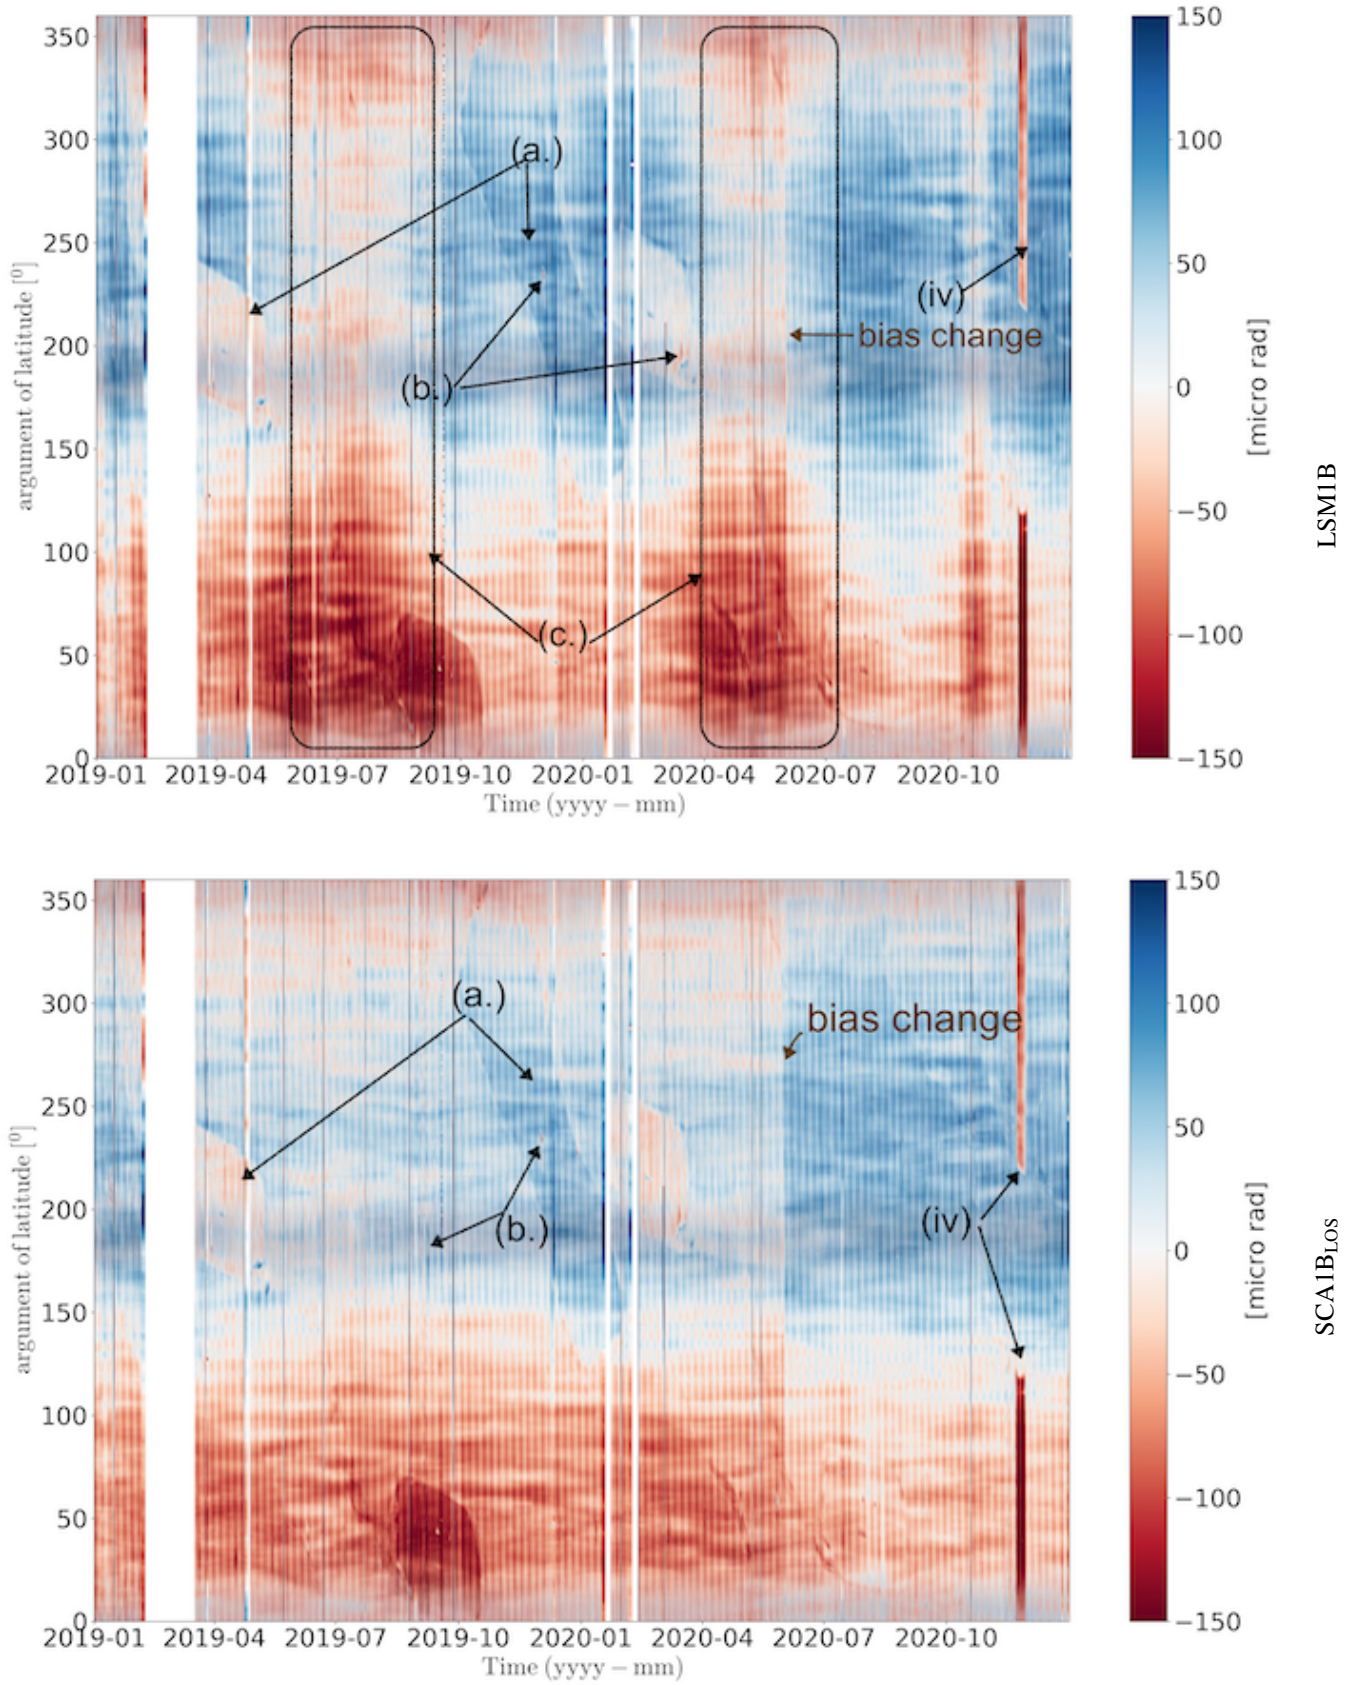 350
300
250
200
150
100
50
0
argument of latitude [⁰]
2019-01 2019-04 2019-07 2019-10 2020-01 2020-04 2020-07 2020-10
Time (yyyy − mm)
(a.)
(b.)
(c.)
(iv)
bias change
150
100
50
0
−50
−100
−150
[micro rad]
LSM1B
350
300
250
200
150
100
50
0
argument of latitude [⁰]
2019-01 2019-04 2019-07 2019-10 2020-01 2020-04 2020-07 2020-10
Time (yyyy − mm)
(a.)
bias change
(b.)
(iv)
150
100
50
0
−50
−100
−150
[micro rad]
SCA1B_LOS